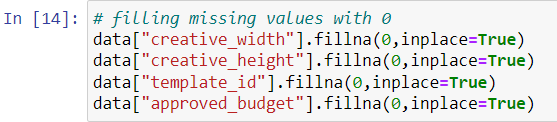 In [14]: # filling missing values with 0
data["creative_width"].fillna(0,inplace=True)
data["creative_height"].fillna(0,inplace=True)
data["template_id"].fillna(0,inplace=True)
data["approved_budget"].fillna(0,inplace=True)